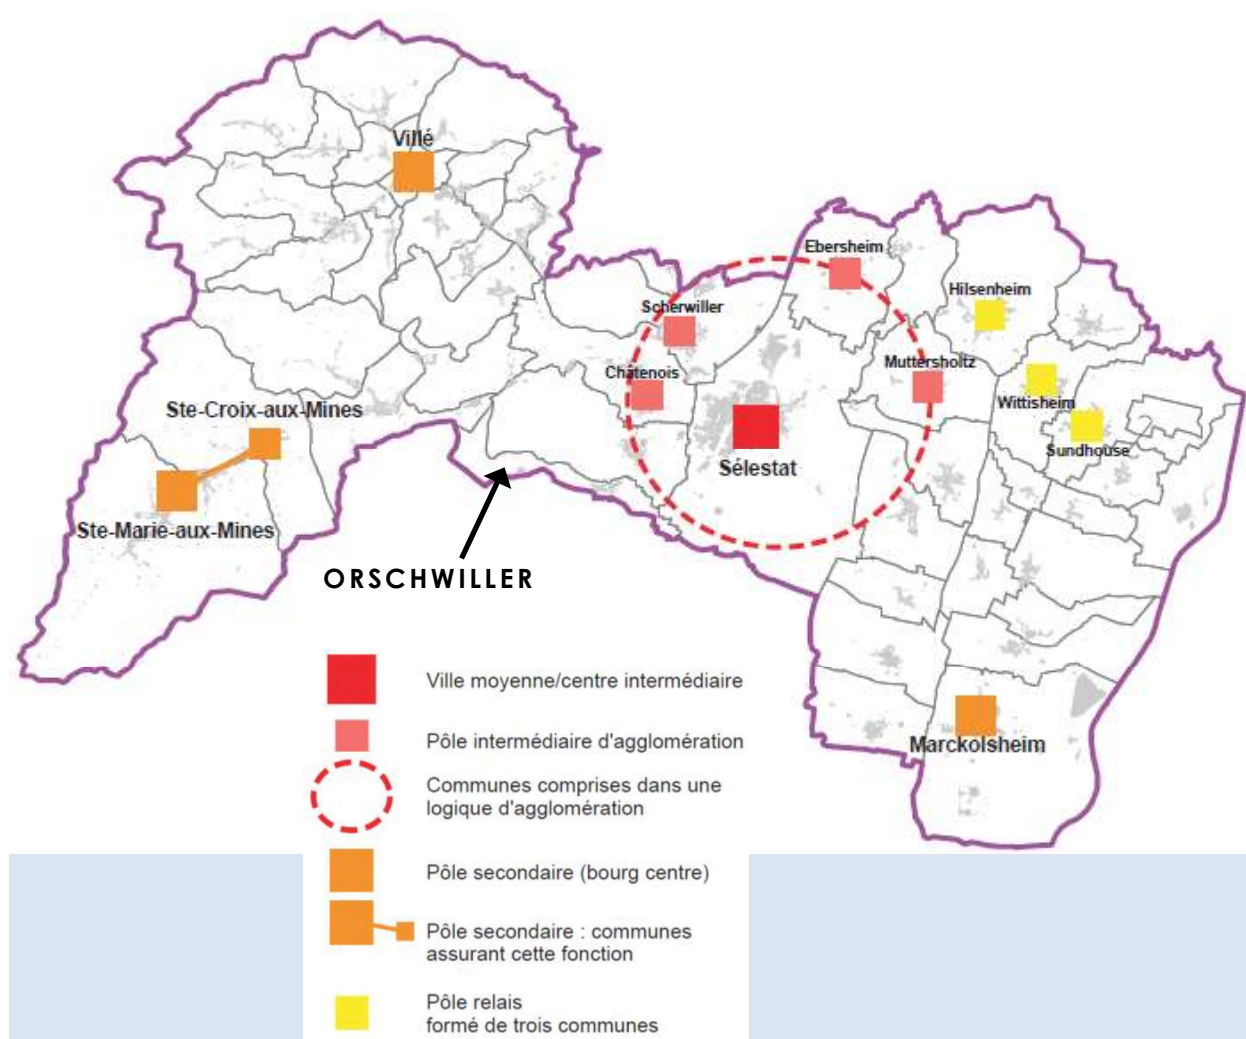 Villé
Ebersheim
Hilsenheim
Scherwiller
Châtenois
Muttersholtz
Wittisheim
Ste-Croix-aux-Mines
Sundhouse
Sélestat
Ste-Marie-aux-Mines
ORSCHWILLER
Marckolsheim
Ville moyenne/centre intermédiaire
Pôle intermédiaire d'agglomération
Communes comprises dans une
logique d'agglomération
Pôle secondaire (bourg centre)
Pôle secondaire : communes
assurant cette fonction
Pôle relais
formé de trois communes